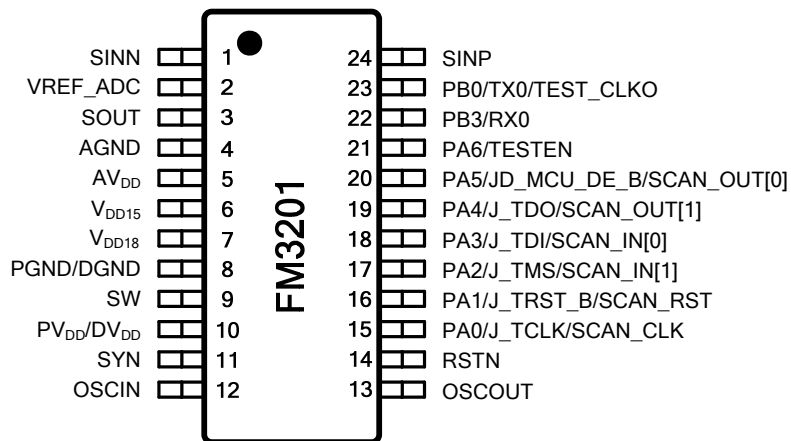 SINN 1 24 SINP
VREF_ADC 2 23 PB0/TX0/TEST_CLKO
SOUT 3 22 PB3/RX0
AGND 4 21 PA6/TESTEN
AVDD 5 20 PA5/JD_MCU_DE_B/SCAN_OUT[0]
VDD15 6 19 PA4/J_TDO/SCAN_OUT[1]
VDD18 7 18 PA3/J_TDI/SCAN_IN[0]
PGND/DGND 8 17 PA2/J_TMS/SCAN_IN[1]
SW 9 16 PA1/J_TRST_B/SCAN_RST
PVDD/DVDD 10 15 PA0/J_TCLK/SCAN_CLK
SYN 11 14 RSTN
OSCIN 12 13 OSCOUT
FM3201